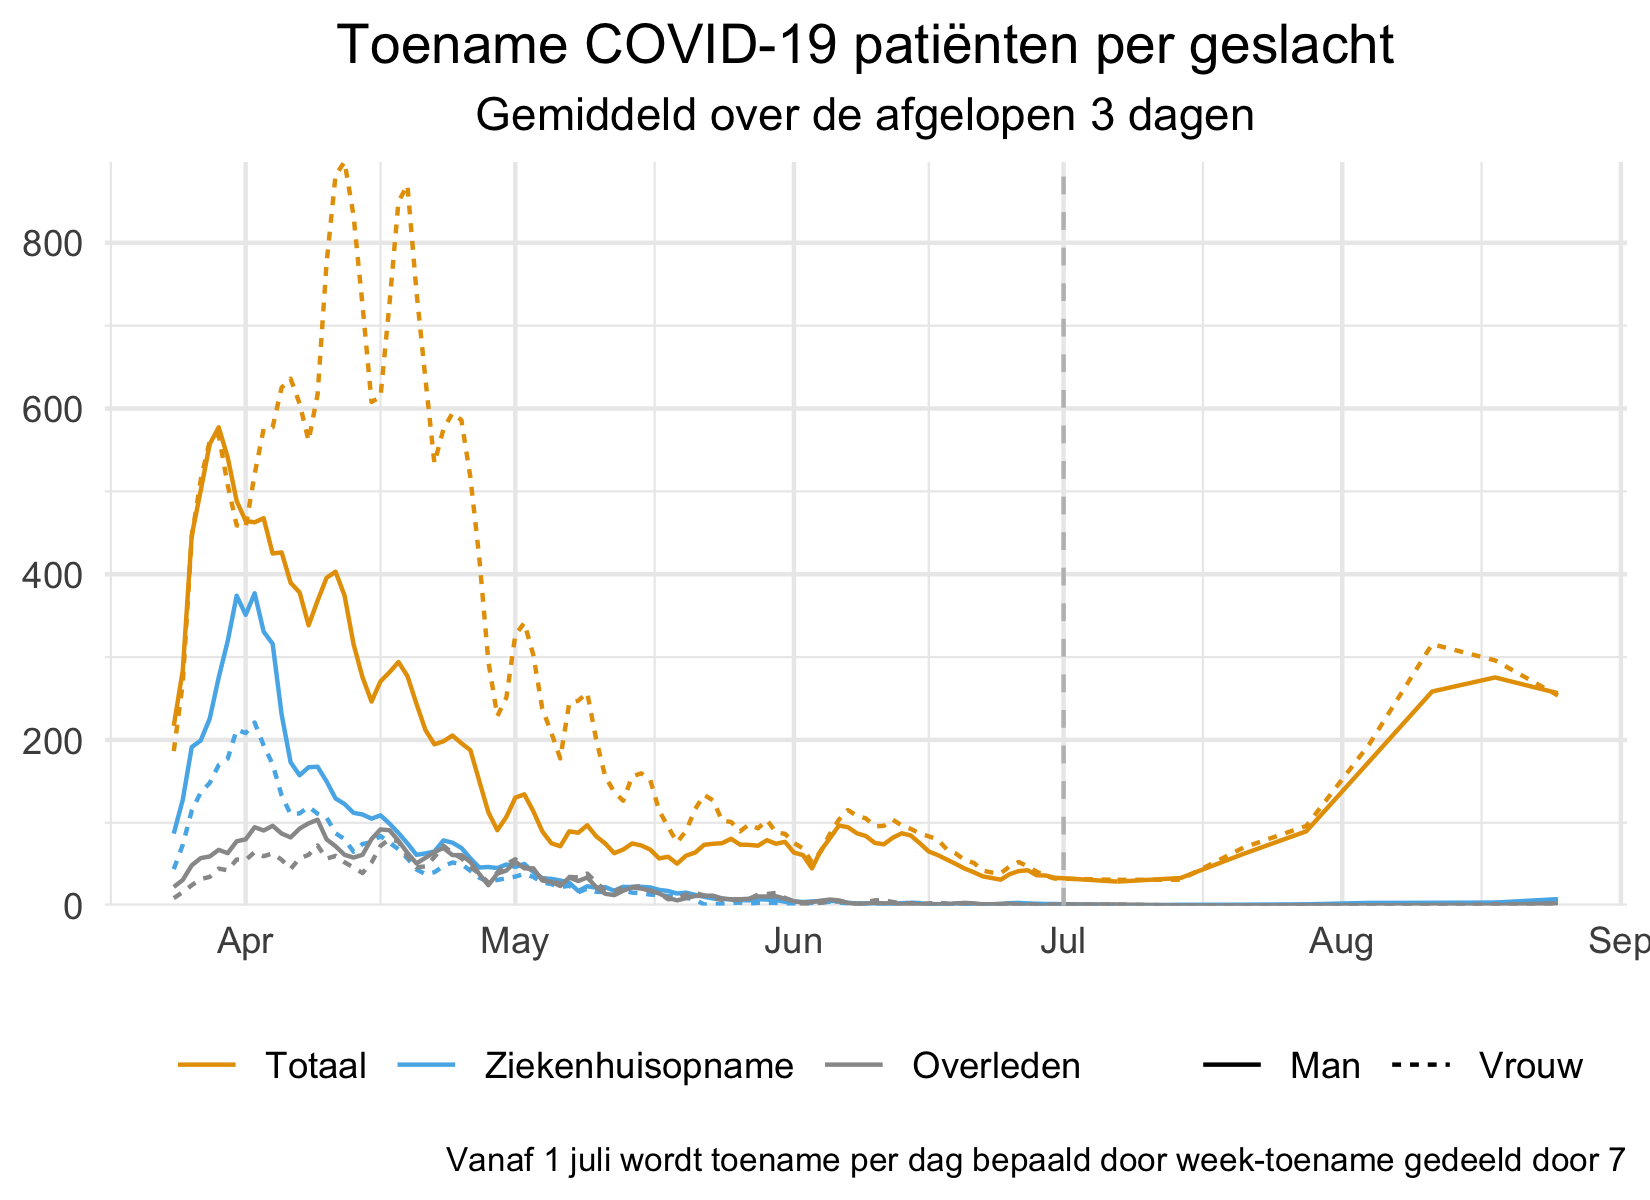 Toename COVID-19 patiënten per geslacht
Gemiddeld over de afgelopen 3 dagen
800
600
400
200
0
Apr May Jun Jul Aug Sep
Totaal Ziekenhuisopname Overleden Man Vrouw
Vanaf 1 juli wordt toename per dag bepaald door week-toename gedeeld door 7